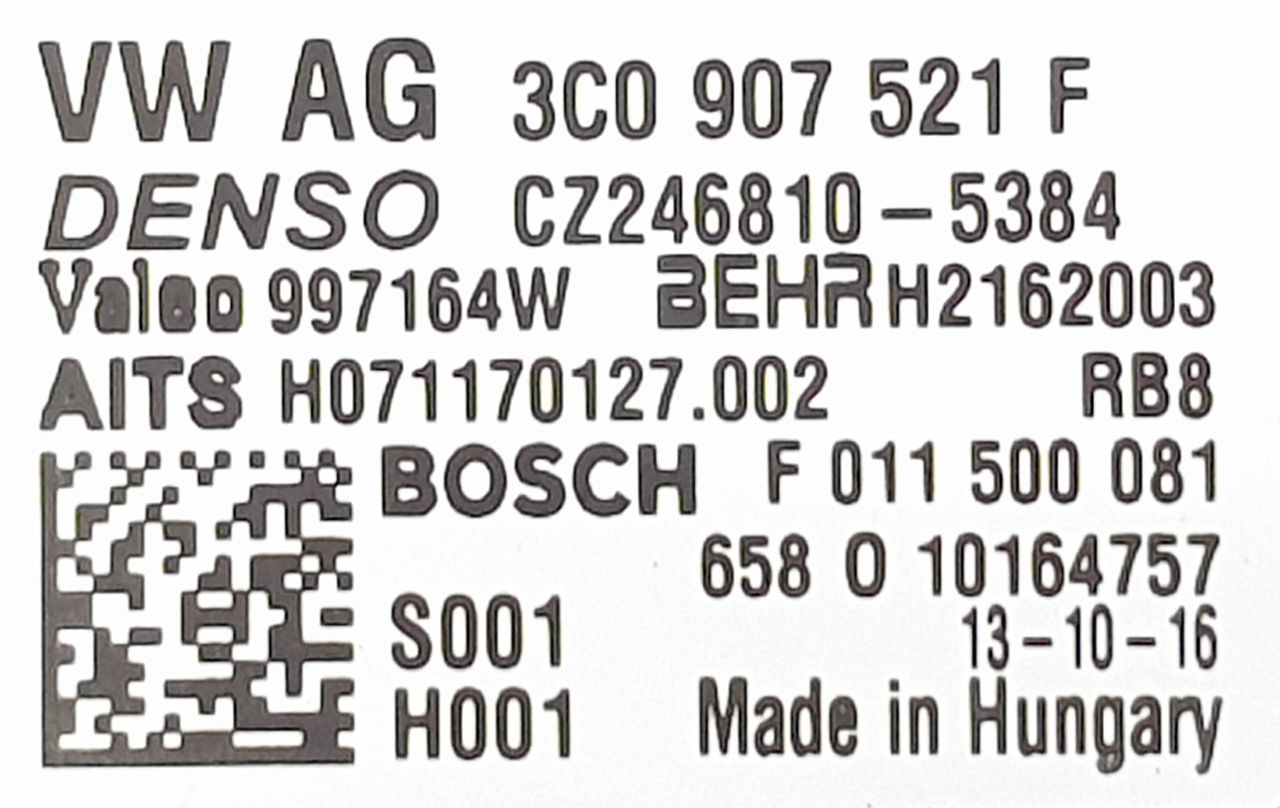 VW AG 3C0 907 521 F
DENSO CZ246810-5384
Valeo 997164W BEHR H2162003
AITS H071170127.002 RB8
BOSCH F 011 500 081
658 0 10164757
S001 13-10-16
H001 Made in Hungary